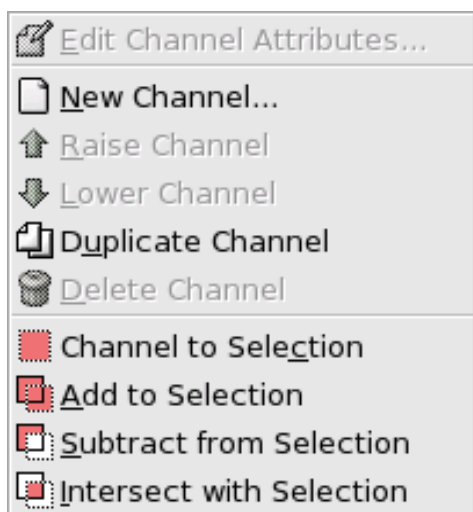 Edit Channel Attributes...
New Channel...
Raise Channel
Lower Channel
Duplicate Channel
Delete Channel
Channel to Selection
Add to Selection
Subtract from Selection
Intersect with Selection